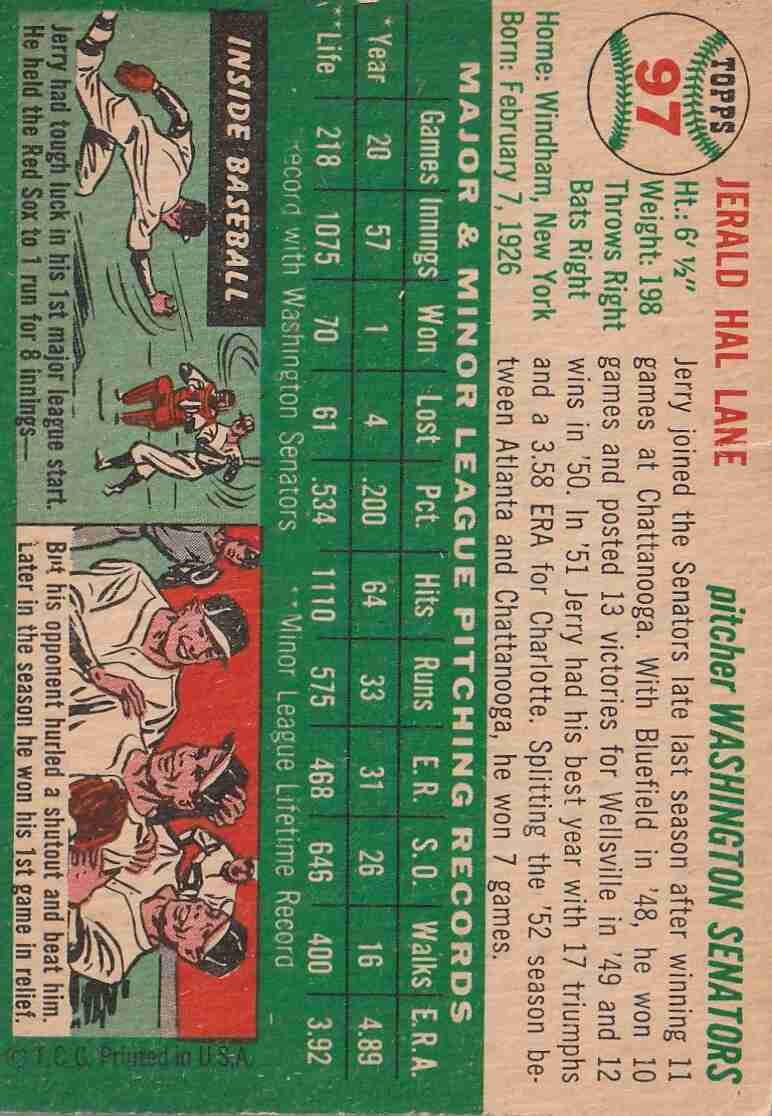 TOPPS
97
JERALD HAL LANE
pitcher WASHINGTON SENATORS
Ht.: 6' ½"
Weight: 198
Throws Right
Bats Right
Home: Windham, New York
Born: February 7, 1926
Jerry joined the Senators late last season after winning 11
games at Chattanooga. With Bluefield in '48, he won 10
games and posted 13 victories for Wellsville in '49 and 12
wins in '50. In '51 Jerry had his best year with 17 triumphs
and a 3.58 ERA for Charlotte. Splitting the '52 season be-
tween Atlanta and Chattanooga, he won 7 games.
MAJOR & MINOR LEAGUE PITCHING RECORDS
Games Innings Won Lost Pct. Hits Runs E.R. S.O. Walks E.R.A.
*Year 20 57 1 4 .200 64 33 31 26 16 4.89
**Life 218 1075 70 61 .534 1110 575 468 646 400 3.92
record with Washington Senators **Minor League Lifetime Record
INSIDE BASEBALL
Jerry had tough luck in his 1st major league start.
He held the Red Sox to 1 run for 8 innings—
But his opponent hurled a shutout and beat him.
Later in the season he won his 1st game in relief.
© T.C.G. Printed in U.S.A.